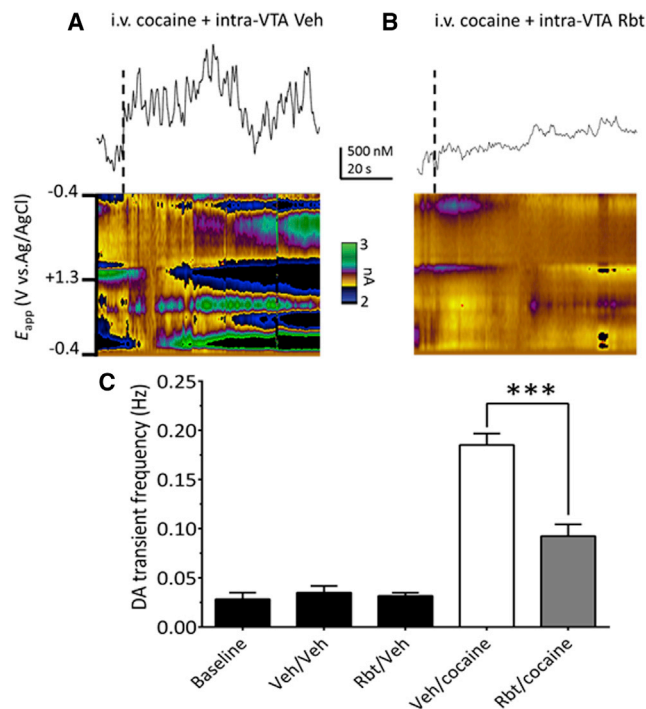 A i.v. cocaine + intra-VTA Veh
B i.v. cocaine + intra-VTA Rbt
500 nM
20 s
-0.4
+1.3
-0.4
Eapp (V vs.Ag/AgCl)
3
nA
2
C
DA transient frequency (Hz)
0.25
0.20
0.15
0.10
0.05
0.00
***
Baseline
Veh/Veh
Rbt/Veh
Veh/cocaine
Rbt/cocaine